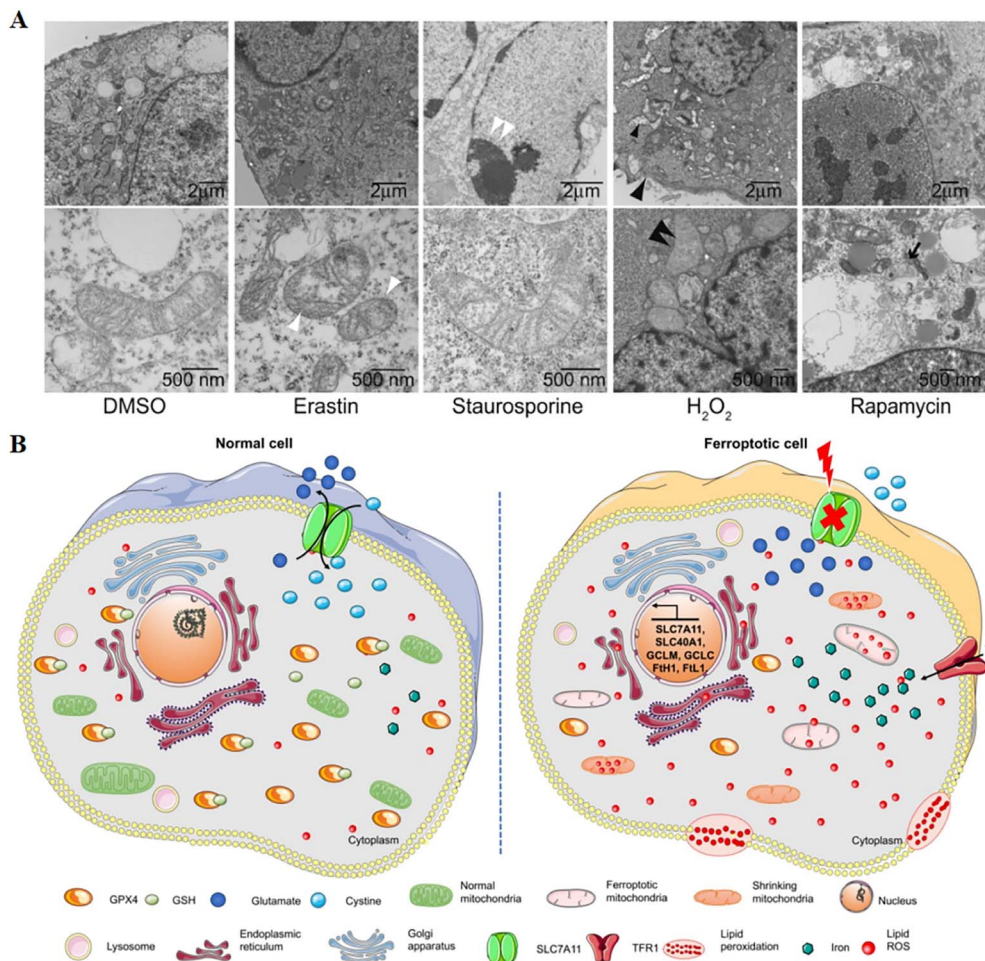 A
2μm 2μm 2μm 2μm 2μm
500 nm 500 nm 500 nm 500 nm 500 nm
DMSO Erastin Staurosporine H₂O₂ Rapamycin
B
Normal cell Ferroptotic cell
SLC7A11,
SLC40A1,
GCLM, GCLC
FtH1, FtL1
Cytoplasm Cytoplasm
GPX4 GSH Glutamate Cystine Normal mitochondria Ferroptotic mitochondria Shrinking mitochondria Nucleus
Lysosome Endoplasmic reticulum Golgi apparatus SLC7A11 TFR1 Lipid peroxidation Iron Lipid ROS